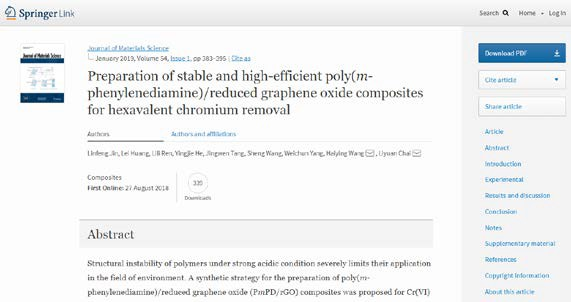 Springer Link
Search Home • Log In
Journal of Materials Science
January 2019, Volume 54, Issue 1, pp 383–395 | Cite as
Preparation of stable and high-efficient poly(m-
phenylenediamine)/reduced graphene oxide composites
for hexavalent chromium removal
Authors
Authors and affiliations
Linfeng Jin, Lei Huang, Lili Ren, Yingjie He, Jingwen Tang, Sheng Wang, Weichun Yang, Haiying Wang, Liyuan Chai
Composites
First Online: 27 August 2018
Downloads
Abstract
Structural instability of polymers under strong acidic condition severely limits their application
in the field of environment. A synthetic strategy for the preparation of poly(m-
phenylenediamine)/reduced graphene oxide (PmPD/rGO) composites was proposed for Cr(VI)
Download PDF
Cite article
Share article
Article
Abstract
Introduction
Experimental
Results and discussion
Conclusion
Notes
Supplementary material
References
Copyright information
About this article